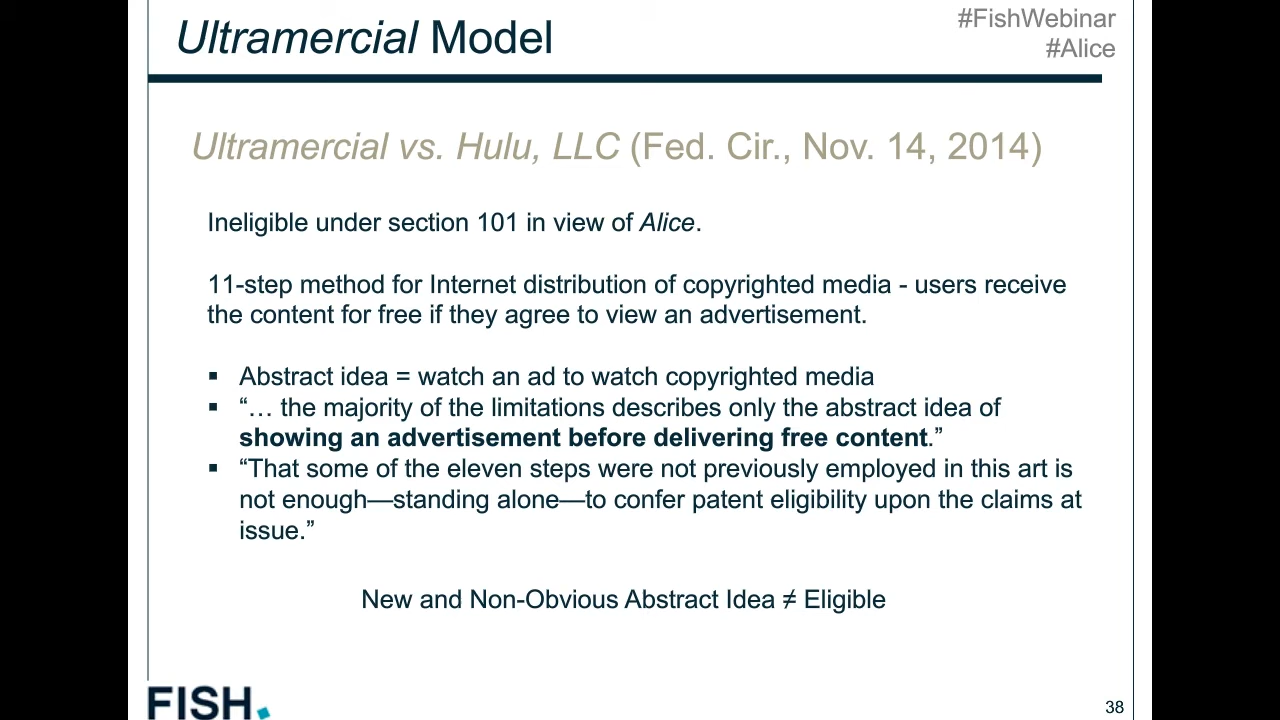 Ultramercial Model
#FishWebinar
#Alice
Ultramercial vs. Hulu, LLC (Fed. Cir., Nov. 14, 2014)
Ineligible under section 101 in view of Alice.
11-step method for Internet distribution of copyrighted media - users receive
the content for free if they agree to view an advertisement.
▪ Abstract idea = watch an ad to watch copyrighted media
▪ “… the majority of the limitations describes only the abstract idea of
showing an advertisement before delivering free content.”
▪ “That some of the eleven steps were not previously employed in this art is
not enough—standing alone—to confer patent eligibility upon the claims at
issue.”
New and Non-Obvious Abstract Idea ≠ Eligible
FISH.
38